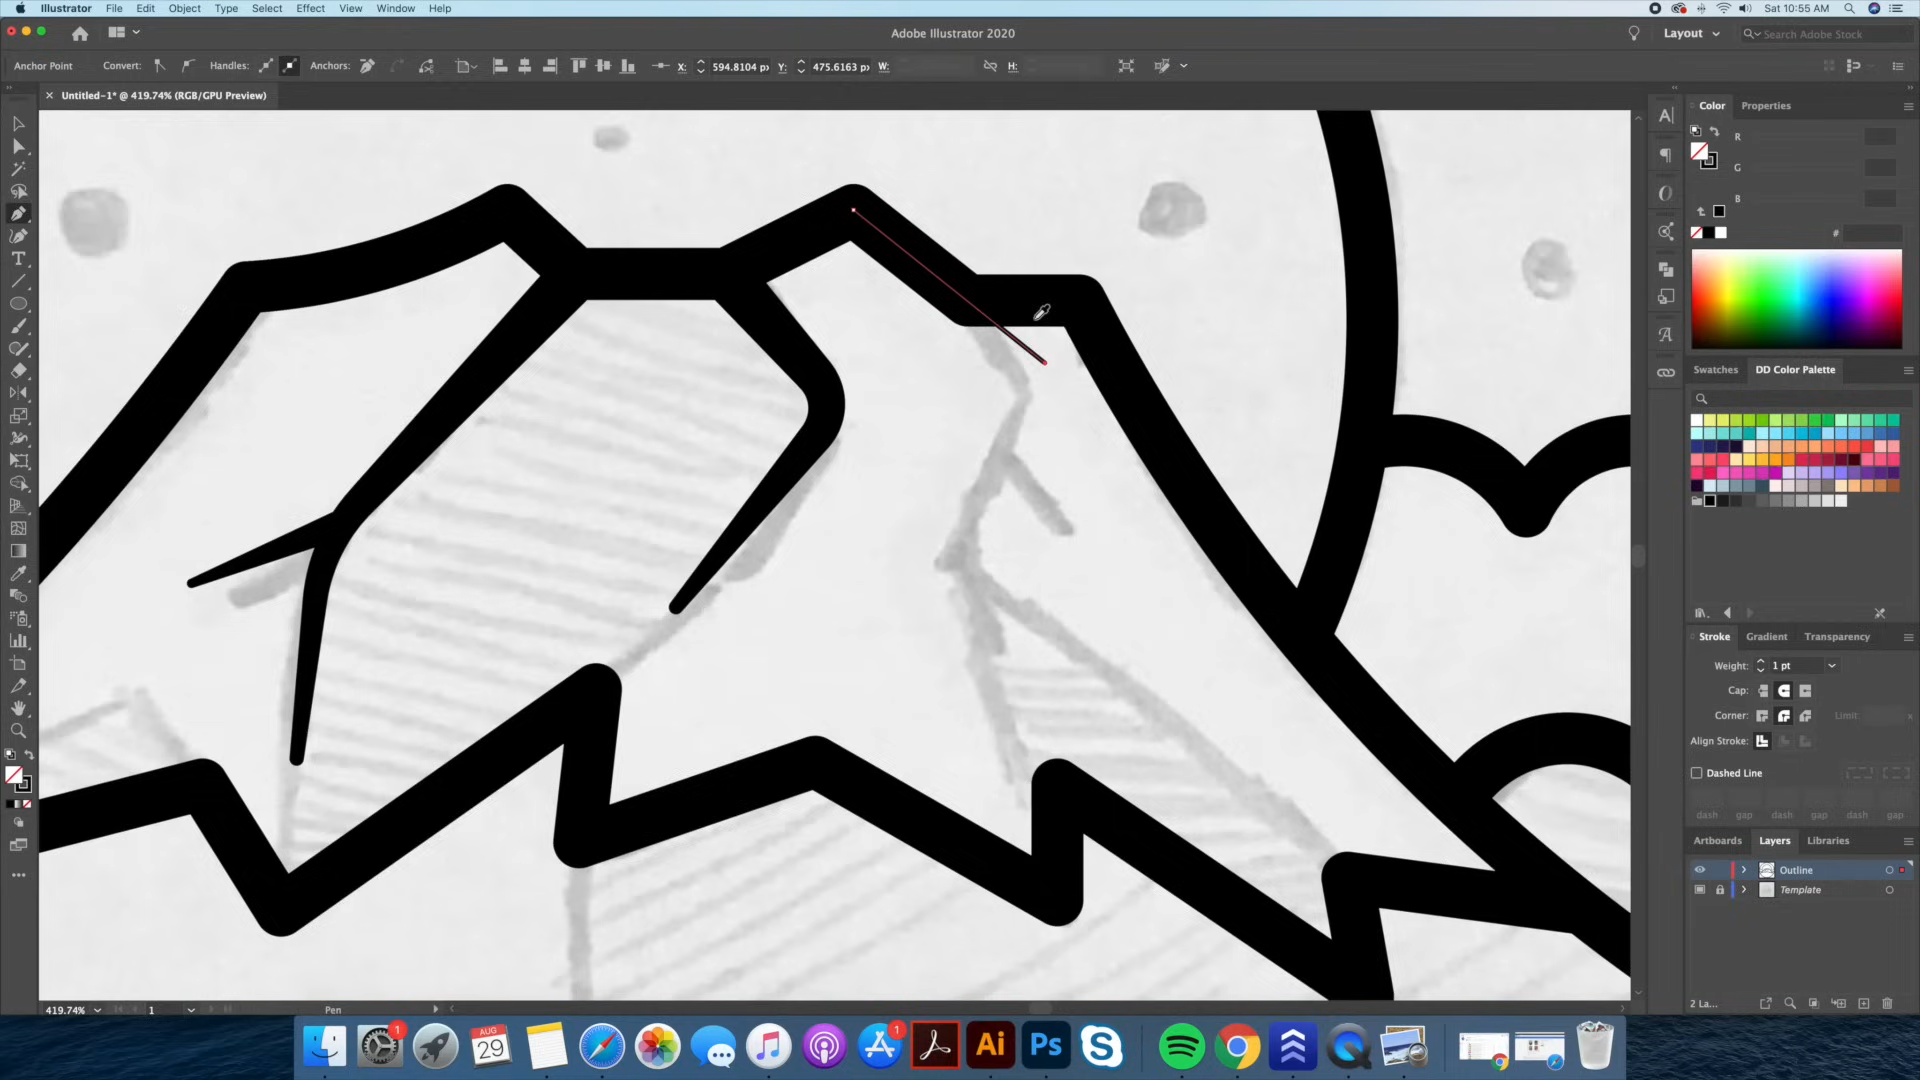 Illustrator File Edit Object Type Select Effect View Window Help
Sat 10:55 AM
Adobe Illustrator 2020
Layout
Search Adobe Stock
Anchor Point Convert: Handles: Anchors: X: 594.8104 px Y: 475.6163 px W: H:
Untitled-1* @ 419.74% (RGB/GPU Preview)
Color Properties
R
G
B
#
Swatches DD Color Palette
Stroke Gradient Transparency
Weight: 1 pt
Cap:
Corner: Limit: x
Align Stroke:
Dashed Line
dash gap dash gap dash gap
Artboards Layers Libraries
Outline
Template
2 La...
419.74% 1 Pen
1
AUG
29
1
Ai
Ps